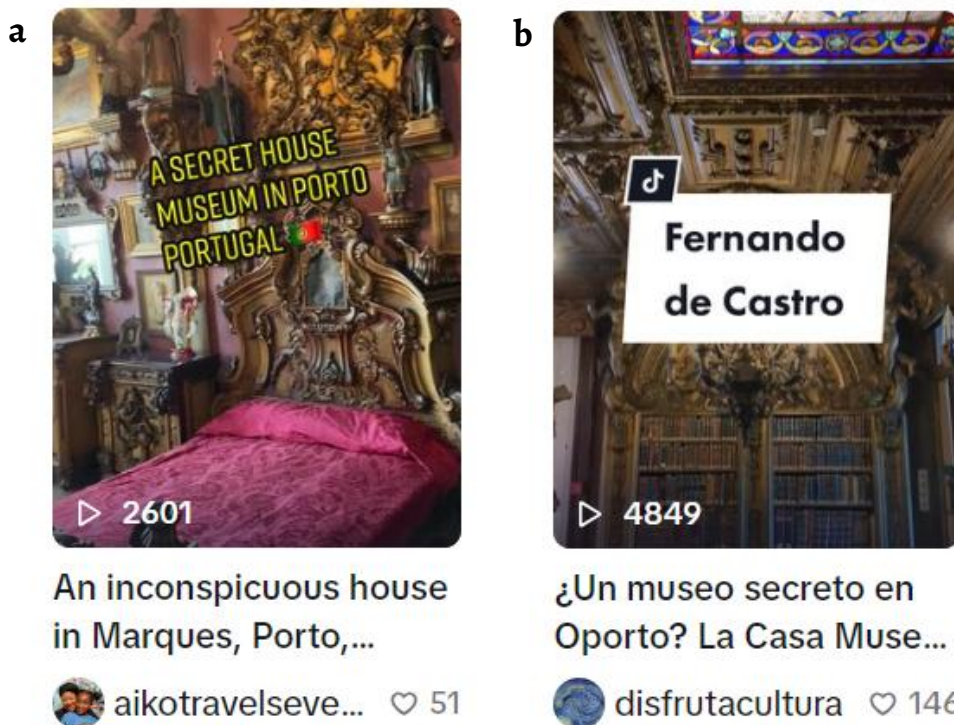 a
A SECRET HOUSE
MUSEUM IN PORTO
PORTUGAL 🇵🇹
2601
An inconspicuous house
in Marques, Porto,...
aikotravelseve... 51
b
Fernando
de Castro
4849
¿Un museo secreto en
Oporto? La Casa Muse...
disfrutacultura 146